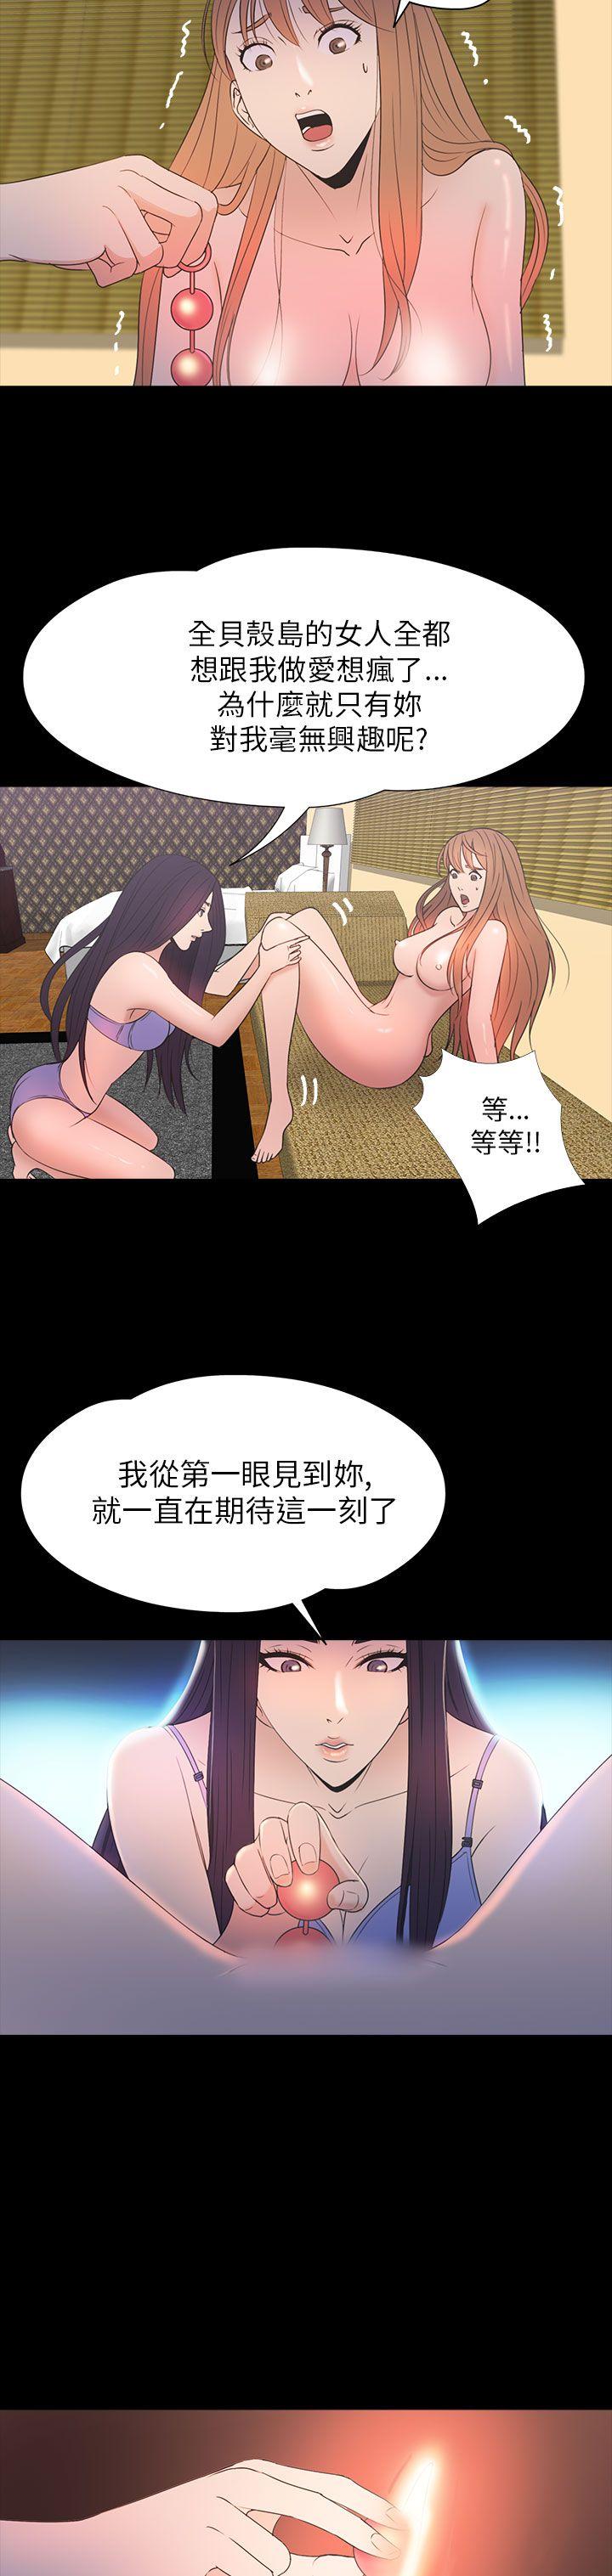 全貝殼島的女人全都
想跟我做愛想瘋了...
為什麼就只有妳
對我毫無興趣呢?
等...
等等!!
我從第一眼見到妳,
就一直在期待這一刻了